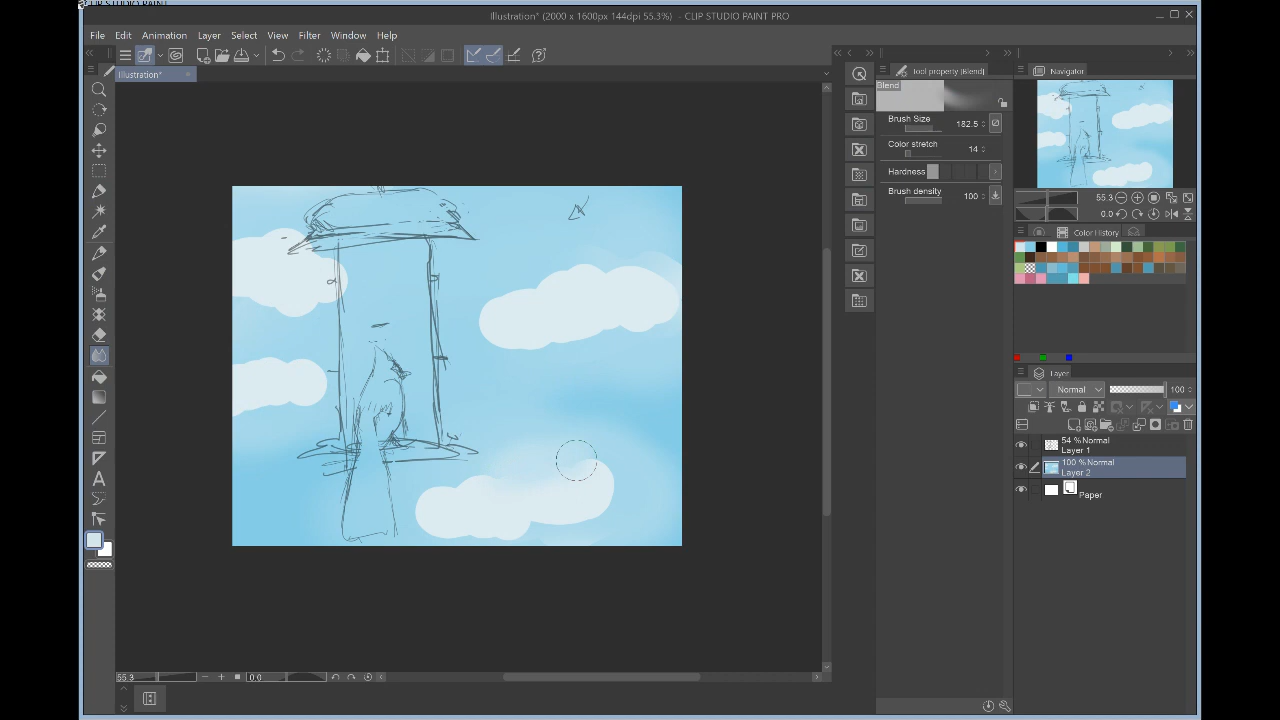 CLIP STUDIO PAINT
Illustration* (2000 x 1600px 144dpi 55.3%)  - CLIP STUDIO PAINT PRO
File Edit Animation Layer Select View Filter Window Help
Illustration*
Tool property [Blend]
Navigator
Blend
Brush Size 182.5
Color stretch 14
Hardness
Brush density 100
55.3
0.0
Color History
Layer
Normal 100
54 % Normal
Layer 1
100 % Normal
Layer 2
Paper
55.3 0.0